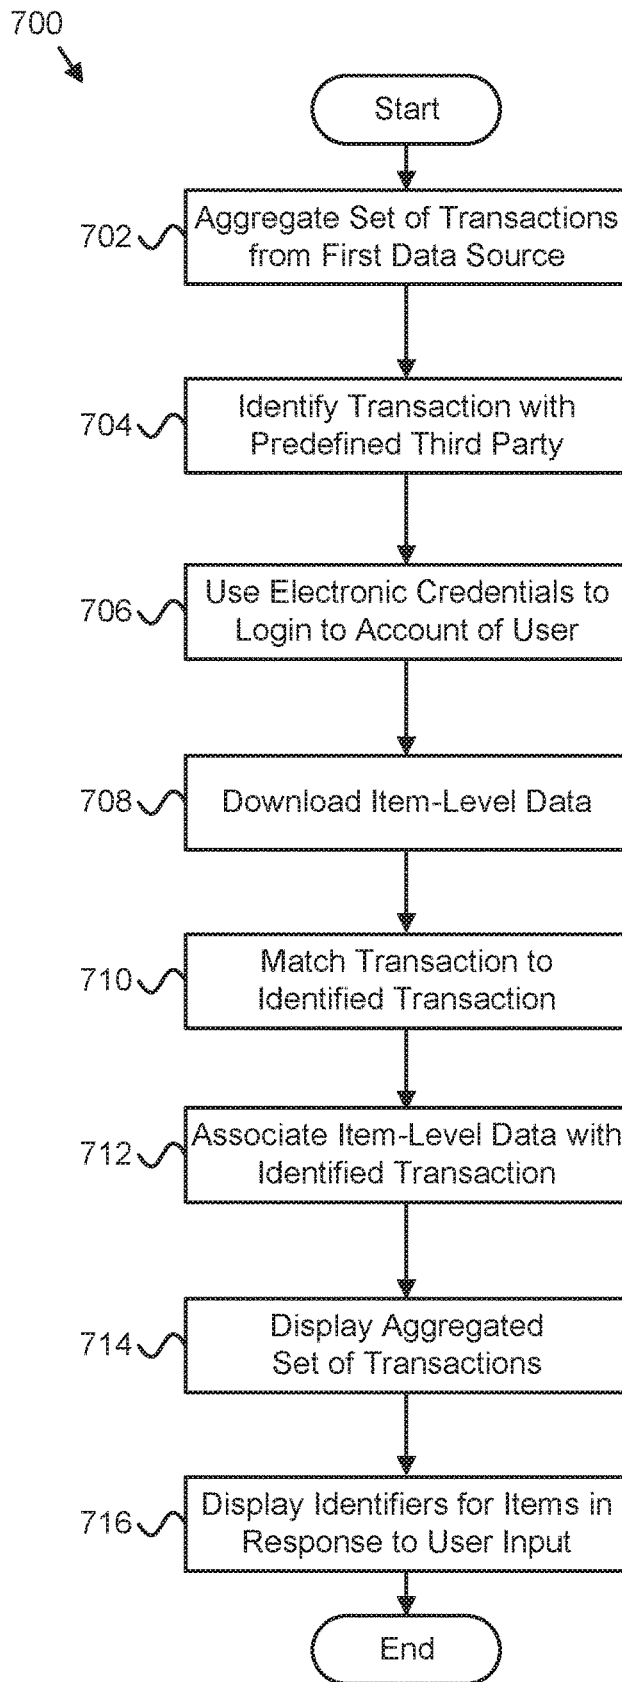 700
Start
702
Aggregate Set of Transactions
from First Data Source
704
Identify Transaction with
Predefined Third Party
706
Use Electronic Credentials to
Login to Account of User
708
Download Item-Level Data
710
Match Transaction to
Identified Transaction
712
Associate Item-Level Data with
Identified Transaction
714
Display Aggregated
Set of Transactions
716
Display Identifiers for Items in
Response to User Input
End